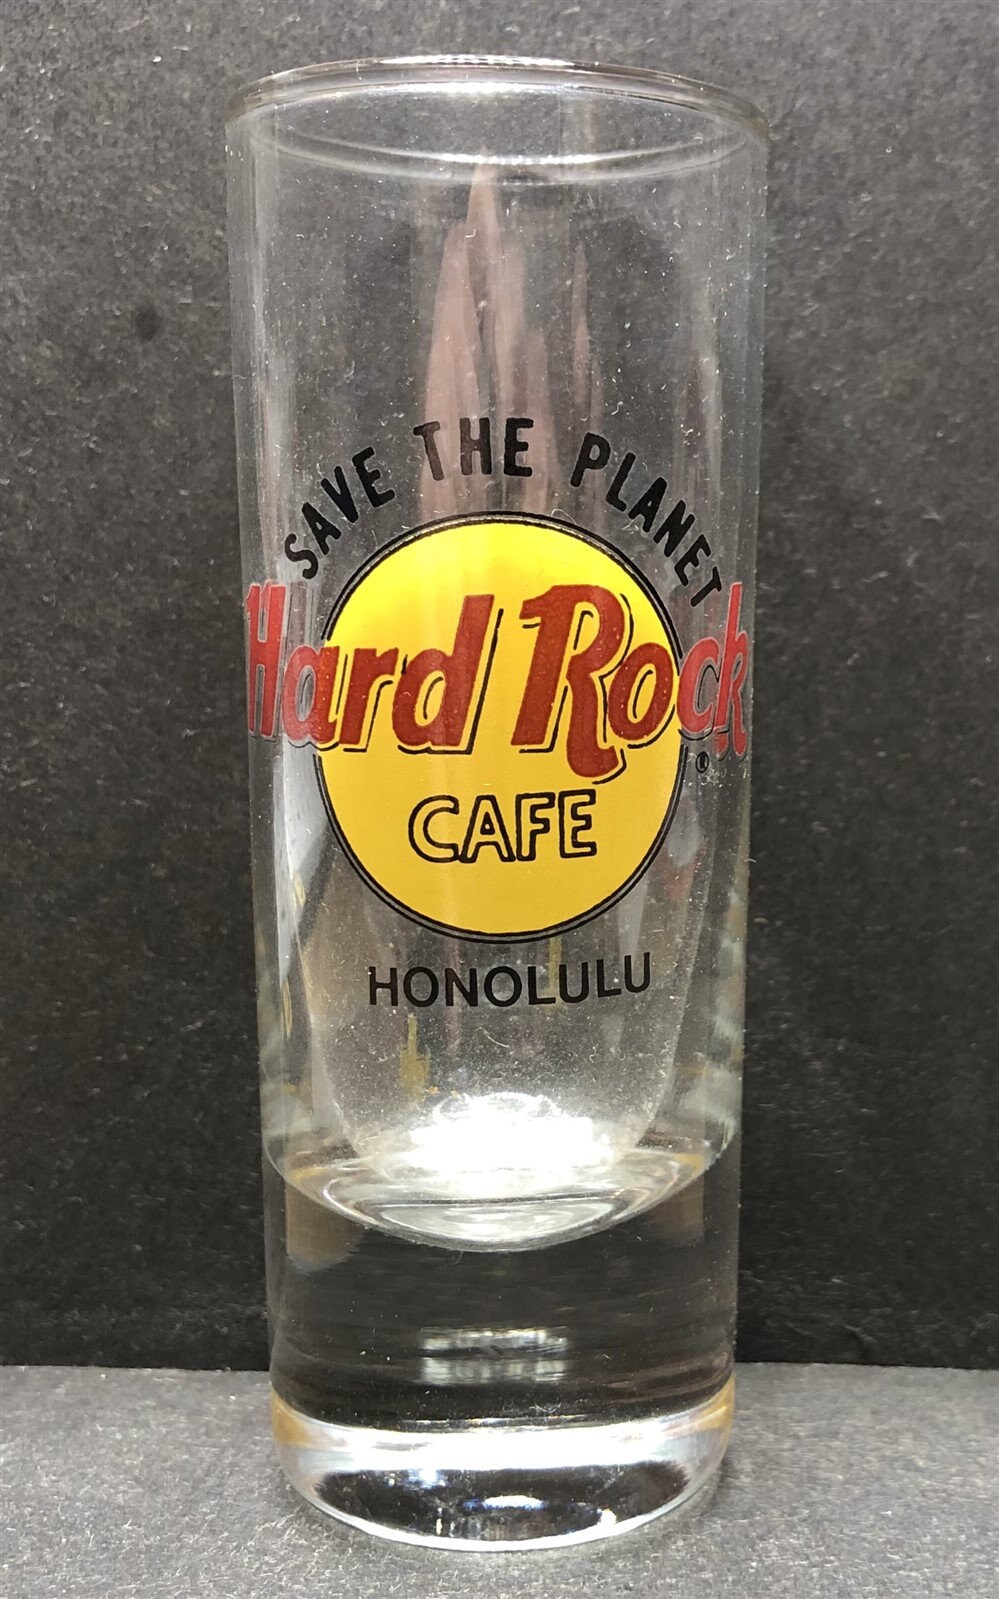 SAVE THE PLANET
Hard Rock
®
CAFE
HONOLULU